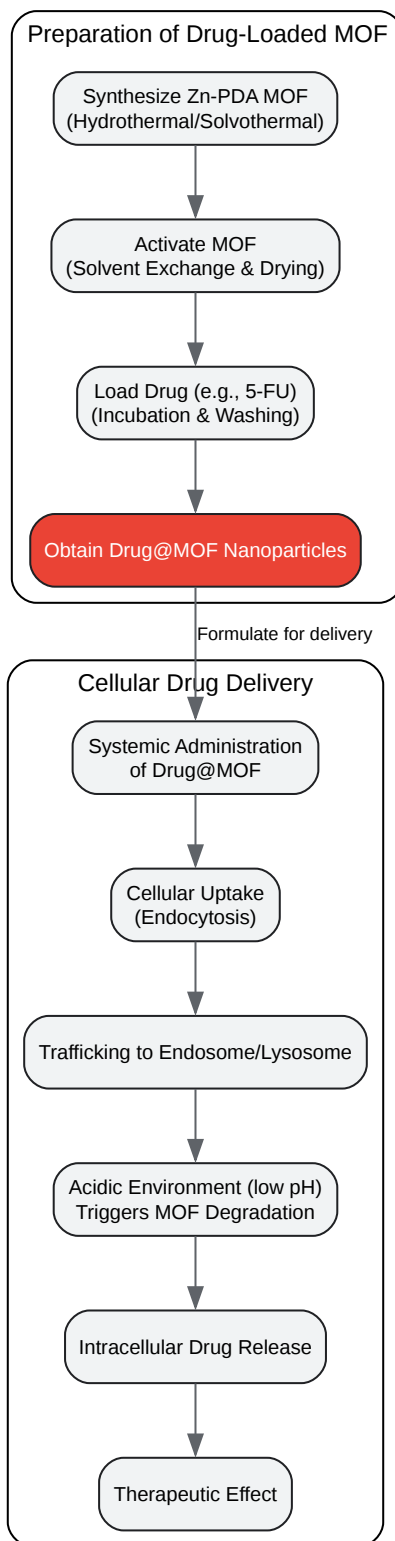 Preparation of Drug-Loaded MOF
Synthesize Zn-PDA MOF
(Hydrothermal/Solvothermal)
Activate MOF
(Solvent Exchange & Drying)
Load Drug (e.g., 5-FU)
(Incubation & Washing)
Obtain Drug@MOF Nanoparticles
Formulate for delivery
Cellular Drug Delivery
Systemic Administration
of Drug@MOF
Cellular Uptake
(Endocytosis)
Trafficking to Endosome/Lysosome
Acidic Environment (low pH)
Triggers MOF Degradation
Intracellular Drug Release
Therapeutic Effect